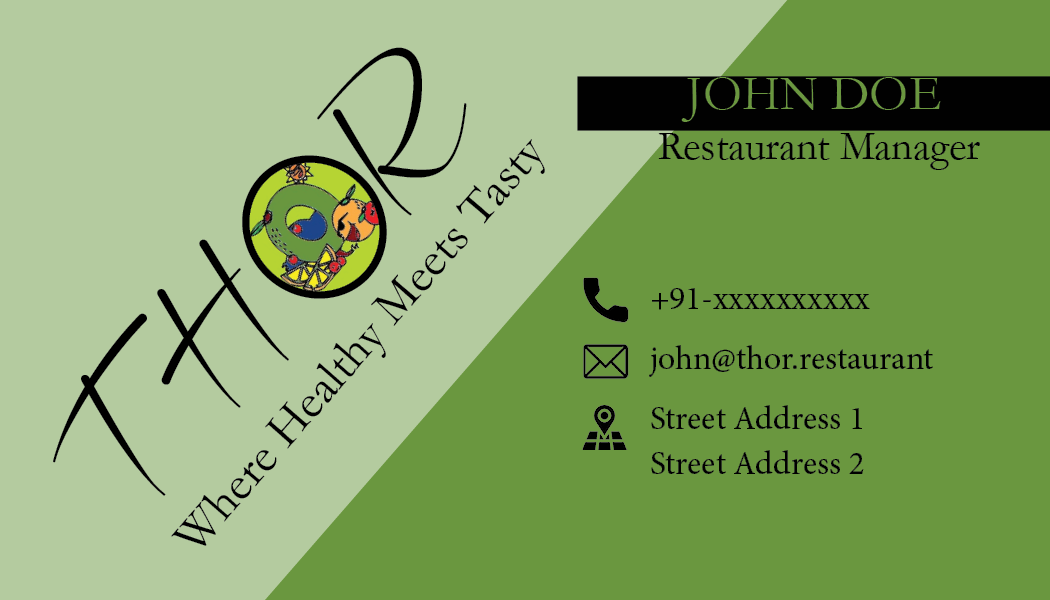 THOR
Where Healthy Meets Tasty
JOHN DOE
Restaurant Manager
+91-xxxxxxxxxx
john@thor.restaurant
Street Address 1
Street Address 2